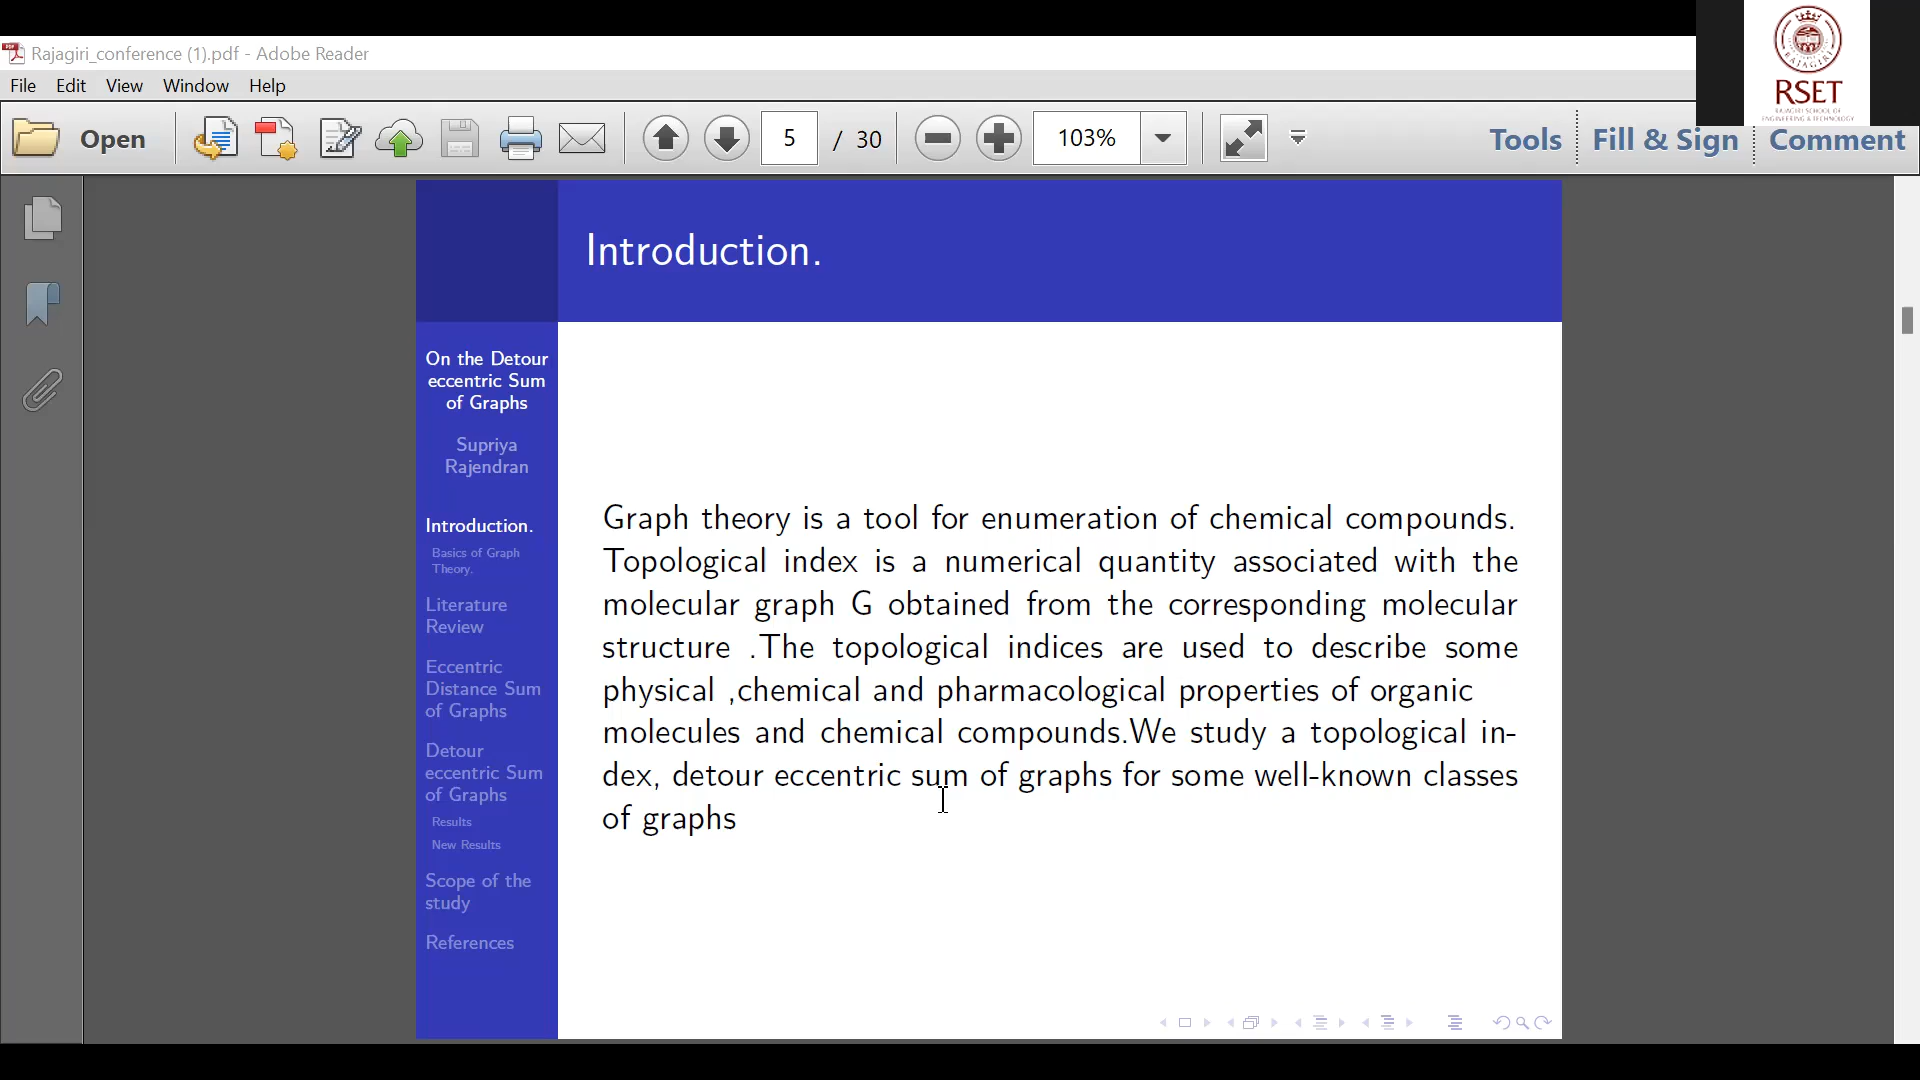 Rajagiri_conference (1).pdf - Adobe Reader
File Edit View Window Help
RSET
Open 5 / 30 103% Tools Fill & Sign Comment
Introduction.
On the Detour
eccentric Sum
of Graphs
Supriya
Rajendran
Introduction.
Basics of Graph
Theory.
Literature
Review
Eccentric
Distance Sum
of Graphs
Detour
eccentric Sum
of Graphs
Results
New Results
Scope of the
study
References
Graph theory is a tool for enumeration of chemical compounds.
Topological index is a numerical quantity associated with the
molecular graph G obtained from the corresponding molecular
structure .The topological indices are used to describe some
physical ,chemical and pharmacological properties of organic
molecules and chemical compounds.We study a topological in-
dex, detour eccentric sum of graphs for some well-known classes
of graphs